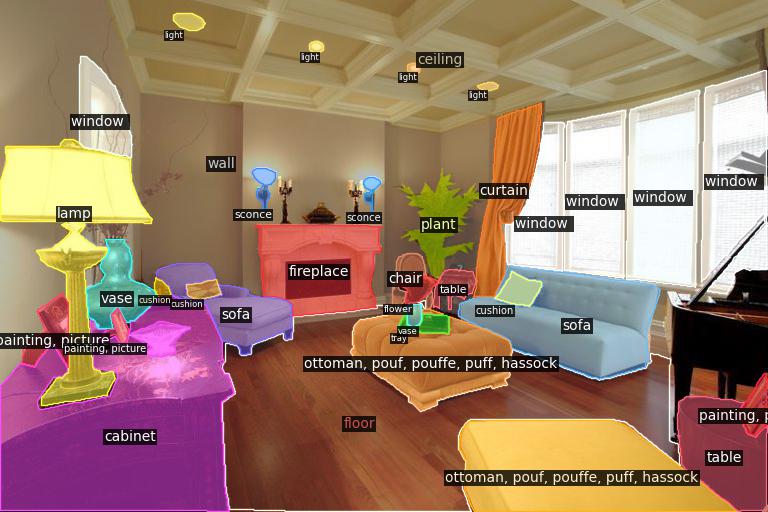 light
light
ceiling
light
light
window
wall
window
curtain
window
window
lamp
sconce
sconce
window
plant
fireplace
chair
table
vase
cushion
cushion
flower
cushion
sofa
sofa
vase
tray
painting, picture
painting, picture
ottoman, pouf, pouffe, puff, hassock
painting, p
floor
cabinet
table
ottoman, pouf, pouffe, puff, hassock